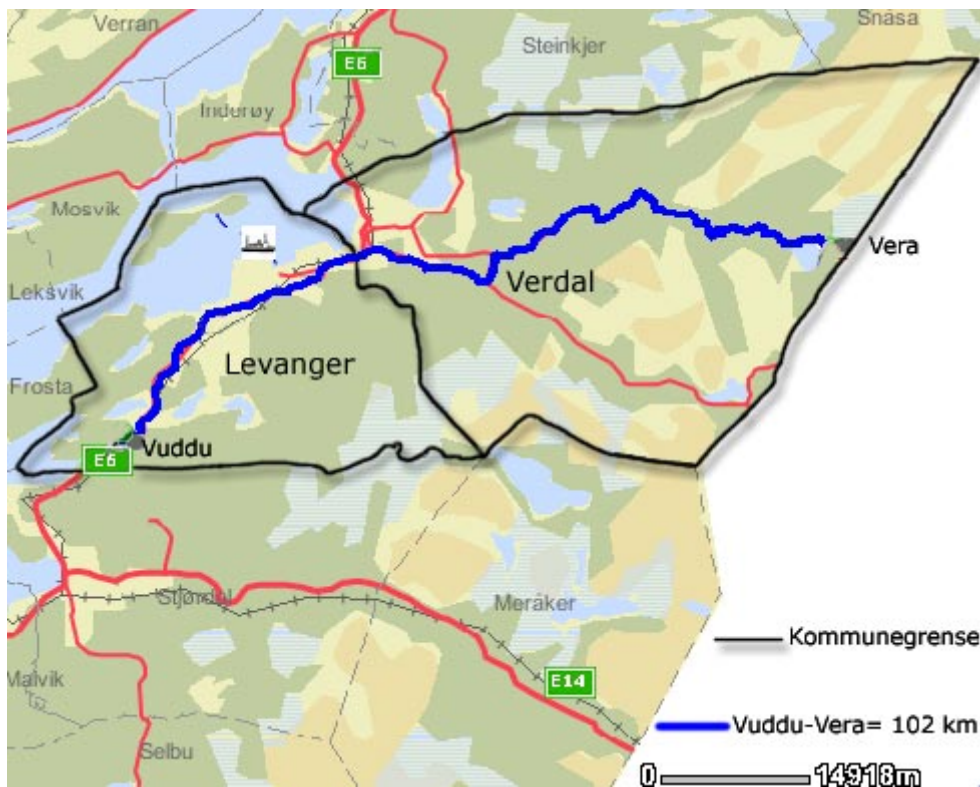 Verran
Snåsa
Steinkjer
E6
Inderøy
Mosvik
Vera
Verdal
Leksvik
Levanger
Frosta
Vuddu
E6
Stjørdal
Meråker
Kommunegrense
Malvik
E14
Vuddu-Vera= 102 km
Selbu
0 14918m